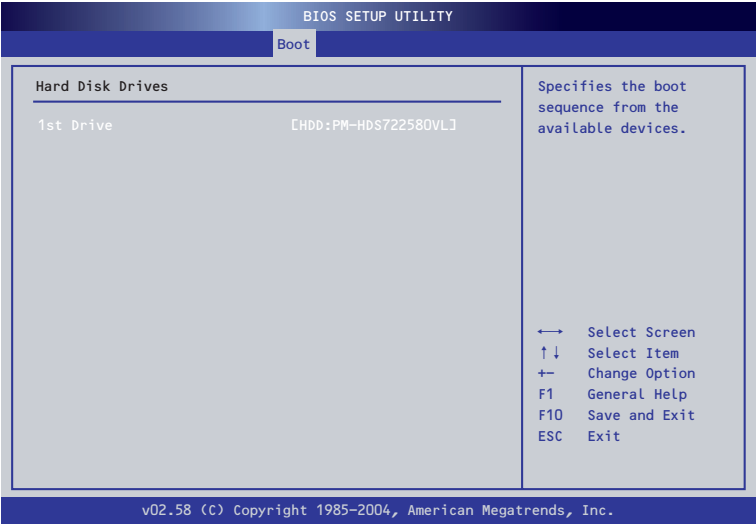 BIOS SETUP UTILITY
Boot
Hard Disk Drives
1st Drive [HDD:PM-HDS722580VL]
Specifies the boot
sequence from the
available devices.
←→ Select Screen
↑↓ Select Item
+- Change Option
F1 General Help
F10 Save and Exit
ESC Exit
v02.58 (C) Copyright 1985-2004, American Megatrends, Inc.